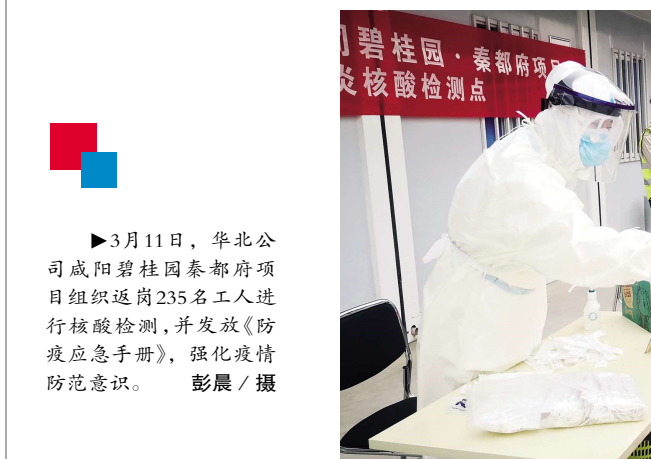 司碧桂园·秦都府项目
炎核酸检测点
▶3月11日，华北公
司咸阳碧桂园秦都府项
目组织返岗235名工人进
行核酸检测，并发放《防
疫应急手册》，强化疫情
防范意识。 彭晨／摄